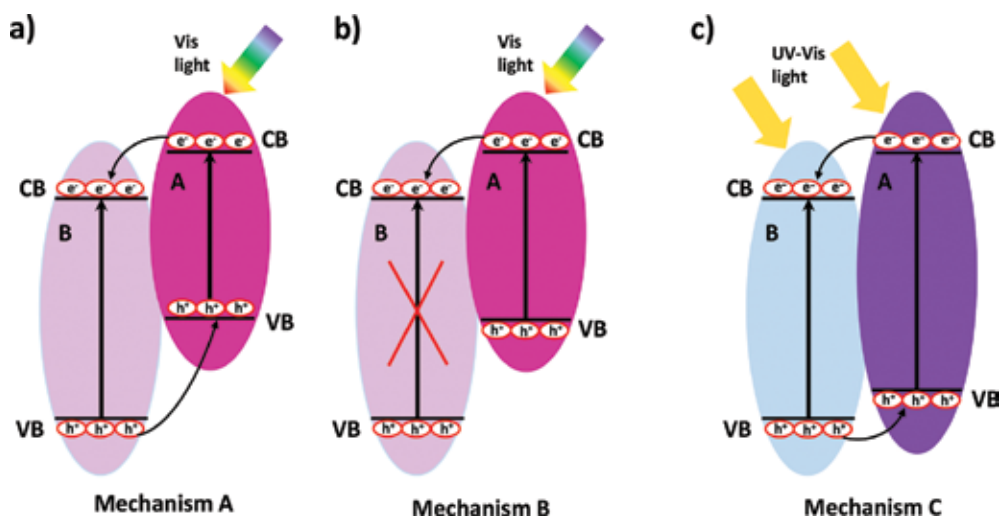 a)
Vis
light
e⁻ e⁻ e⁻ CB
A
CB e⁻ e⁻ e⁻
B
h⁺ h⁺ h⁺
VB
VB h⁺ h⁺ h⁺
Mechanism A
b)
Vis
light
e⁻ e⁻ e⁻ CB
A
CB e⁻ e⁻ e⁻
B
VB
h⁺ h⁺ h⁺
VB h⁺ h⁺ h⁺
Mechanism B
c)
UV-Vis
light
e⁻ e⁻ e⁻ CB
A
CB e⁻ e⁻ e⁻
B
h⁺ h⁺ h⁺ VB
VB h⁺ h⁺ h⁺
Mechanism C